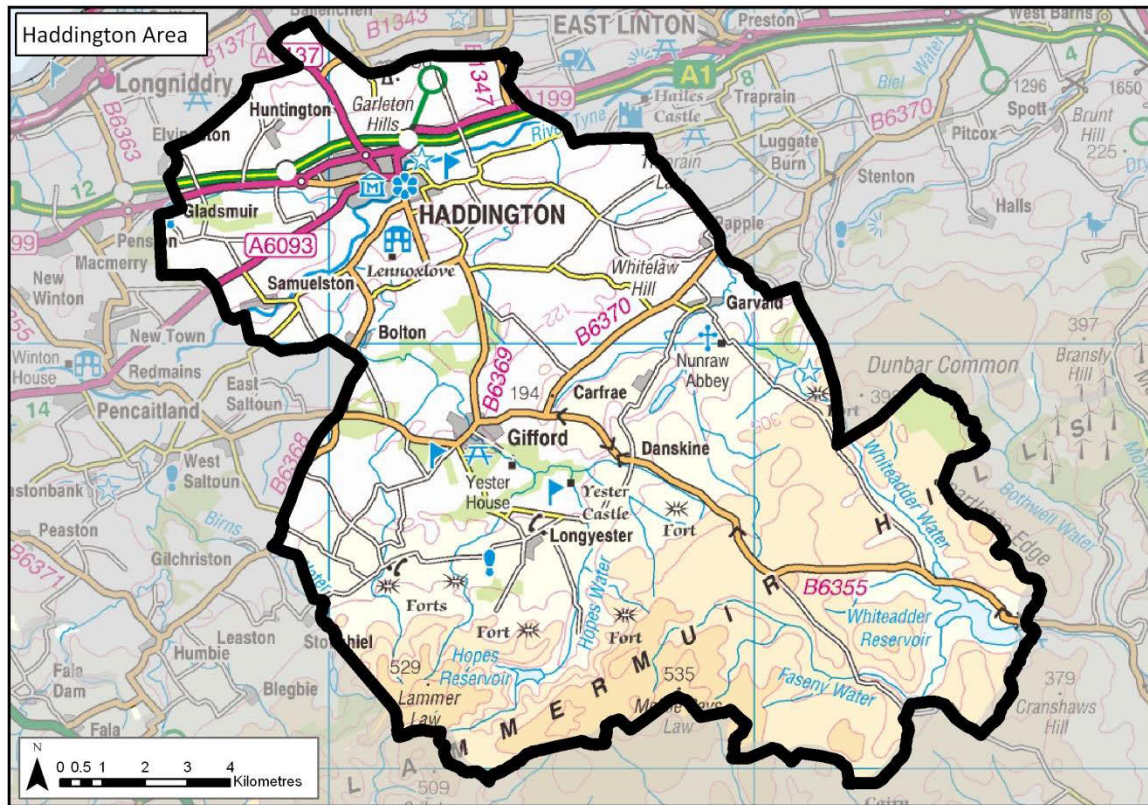 Haddington Area
B1343
EAST LINTON
Preston
West Barns
B1377
A6137
Longniddry
B1347
A1
8
4
Biel Water
1296
1650
Huntington
Garleton
Hills
A199
Hailes
Castle
Traprain
Spott
B6363
River Tyne
B6370
Pitcox
Brunt
Hill
225
Elvingston
Luggate
Burn
12
Stenton
Gladsmuir
HADDINGTON
Halls
A6093
Macmerry
Lennoxlove
Whitelaw
Hill
New
Winton
Samuelston
Garvald
122
B6370
397
New Town
Bolton
Bransly
Hill
Winton
House
Nunraw
Abbey
Dunbar Common
Redmains
B6369
East
Saltoun
194
Carfrae
Fort
14
Pencaitland
305
Gifford
Danskine
B6368
Whiteadder
Water
West
Saltoun
Yester
House
Yester
Castle
Bothwell Water
Fort
H I L L S
Edge
Peaston
Birns
Longyester
Gilchriston
B6371
B6355
Forts
Hopes Water
Whiteadder
Reservoir
Leaston
Humbie
Fort
Fort
529
Hopes
Reservoir
Fala
Dam
Blegbie
Lammer
Law
535
Law
Faseny Water
379
Cranshaws
Hill
Fala
L A M M E R M U I R
509
N
0 0.5 1 2 3 4
Kilometres